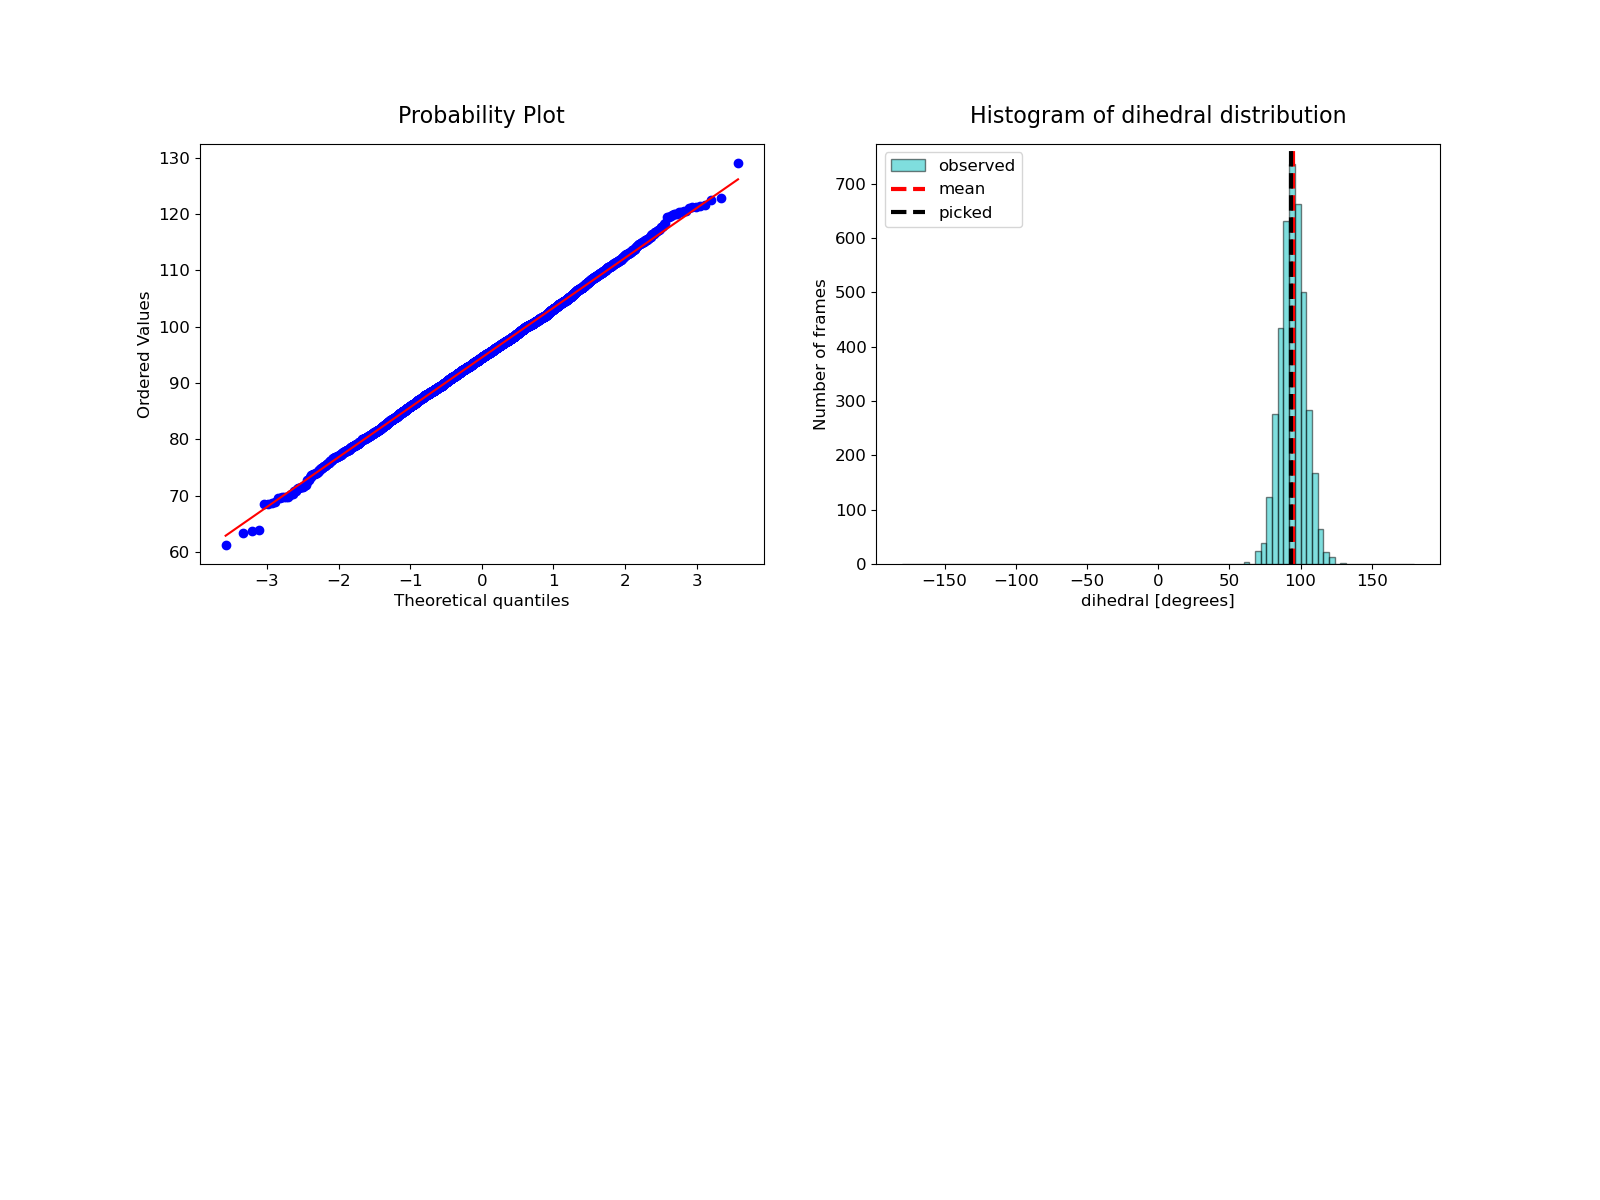 Probability Plot
130
120
110
100
90
80
70
60
Ordered Values
−3 −2 −1 0 1 2 3
Theoretical quantiles
Histogram of dihedral distribution
observed
mean
picked
700
600
500
400
300
200
100
0
Number of frames
−150 −100 −50 0 50 100 150
dihedral [degrees]